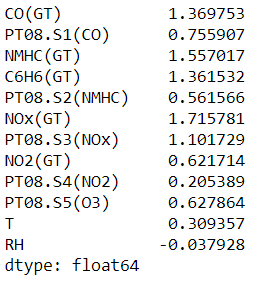 CO(GT) 1.369753
PT08.S1(CO) 0.755907
NMHC(GT) 1.557017
C6H6(GT) 1.361532
PT08.S2(NMHC) 0.561566
NOx(GT) 1.715781
PT08.S3(NOx) 1.101729
NO2(GT) 0.621714
PT08.S4(NO2) 0.205389
PT08.S5(O3) 0.627864
T 0.309357
RH -0.037928
dtype: float64